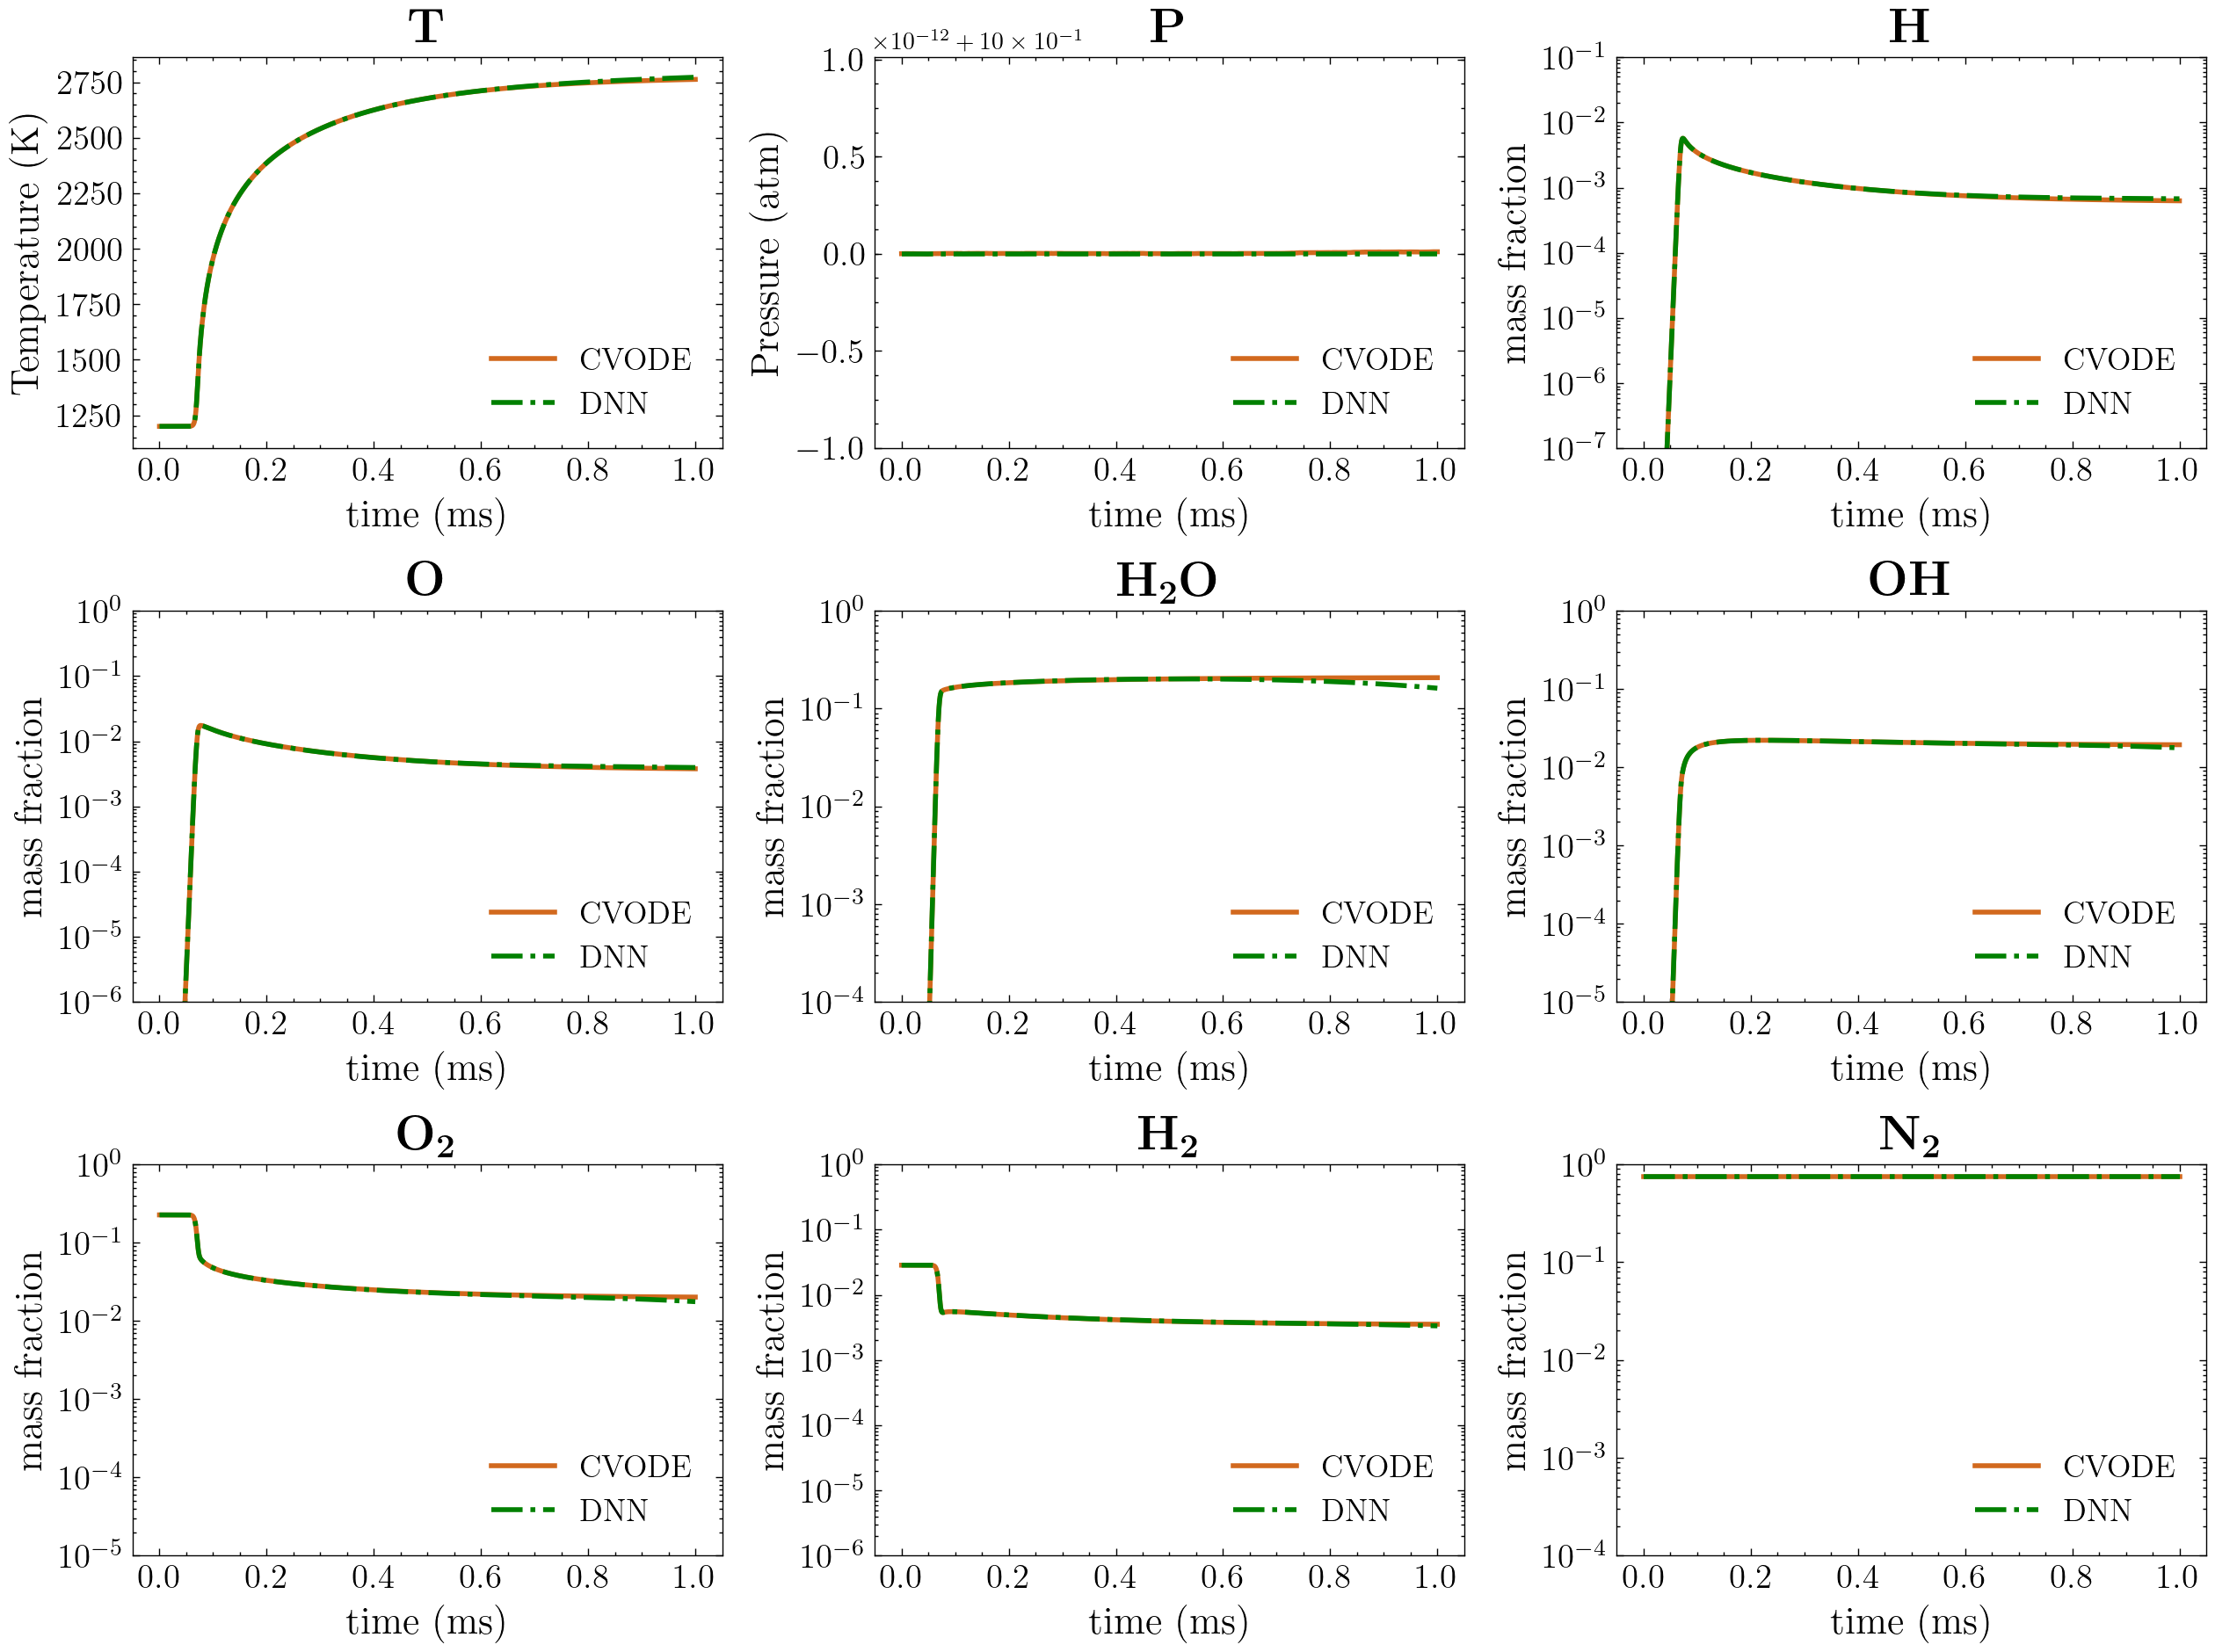 T
Temperature (K)
2750
2500
2250
2000
1750
1500
1250
CVODE
DNN
0.0 0.2 0.4 0.6 0.8 1.0
time (ms)
P
×10⁻¹² + 10 × 10⁻¹
Pressure (atm)
1.0
0.5
0.0
−0.5
−1.0
CVODE
DNN
0.0 0.2 0.4 0.6 0.8 1.0
time (ms)
H
mass fraction
10⁻¹
10⁻²
10⁻³
10⁻⁴
10⁻⁵
10⁻⁶
10⁻⁷
CVODE
DNN
0.0 0.2 0.4 0.6 0.8 1.0
time (ms)
O
mass fraction
10⁰
10⁻¹
10⁻²
10⁻³
10⁻⁴
10⁻⁵
10⁻⁶
CVODE
DNN
0.0 0.2 0.4 0.6 0.8 1.0
time (ms)
H₂O
mass fraction
10⁰
10⁻¹
10⁻²
10⁻³
10⁻⁴
CVODE
DNN
0.0 0.2 0.4 0.6 0.8 1.0
time (ms)
OH
mass fraction
10⁰
10⁻¹
10⁻²
10⁻³
10⁻⁴
10⁻⁵
CVODE
DNN
0.0 0.2 0.4 0.6 0.8 1.0
time (ms)
O₂
mass fraction
10⁰
10⁻¹
10⁻²
10⁻³
10⁻⁴
10⁻⁵
CVODE
DNN
0.0 0.2 0.4 0.6 0.8 1.0
time (ms)
H₂
mass fraction
10⁰
10⁻¹
10⁻²
10⁻³
10⁻⁴
10⁻⁵
10⁻⁶
CVODE
DNN
0.0 0.2 0.4 0.6 0.8 1.0
time (ms)
N₂
mass fraction
10⁰
10⁻¹
10⁻²
10⁻³
10⁻⁴
CVODE
DNN
0.0 0.2 0.4 0.6 0.8 1.0
time (ms)